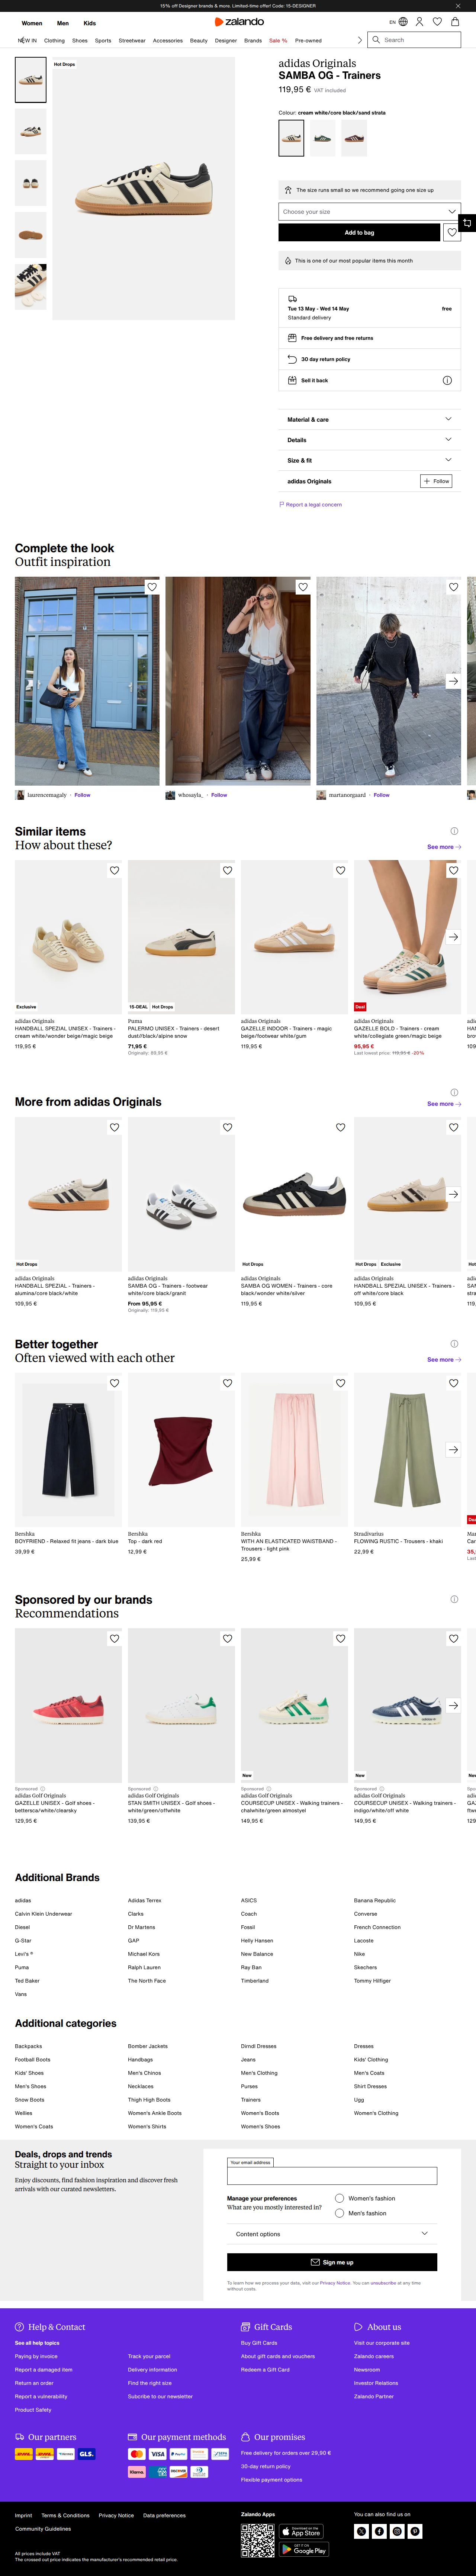 15% off Designer brands & more. Limited-time offer! Code: 15-DESIGNER
Women Men Kids
zalando
EN
NEW IN Clothing Shoes Sports Streetwear Accessories Beauty Designer Brands Sale % Pre-owned
Search
Hot Drops
adidas Originals
SAMBA OG - Trainers
119,95 € VAT included
Colour: cream white/core black/sand strata
The size runs small so we recommend going one size up
Choose your size
Add to bag
This is one of our most popular items this month
Tue 13 May - Wed 14 May free
Standard delivery
Free delivery and free returns
30 day return policy
Sell it back
Material & care
Details
Size & fit
adidas Originals
Follow
Report a legal concern
Complete the look
Outfit inspiration
laurencemagaly · Follow
whosayla_ · Follow
martanorgaard · Follow
Similar items
How about these?
See more
Exclusive
adidas Originals
HANDBALL SPEZIAL UNISEX - Trainers -
cream white/wonder beige/magic beige
119,95 €
15-DEAL Hot Drops
Puma
PALERMO UNISEX - Trainers - desert
dust//black/alpine snow
71,95 €
Originally: 89,95 €
adidas Originals
GAZELLE INDOOR - Trainers - magic
beige/footwear white/gum
119,95 €
Deal
adidas Originals
GAZELLE BOLD - Trainers - cream
white/collegiate green/magic beige
95,95 €
Last lowest price: 119,95 € -20%
More from adidas Originals
See more
Hot Drops
adidas Originals
HANDBALL SPEZIAL - Trainers -
alumina/core black/white
109,95 €
adidas Originals
SAMBA OG - Trainers - footwear
white/core black/granit
From 95,95 €
Originally: 119,95 €
Hot Drops
adidas Originals
SAMBA OG WOMEN - Trainers - core
black/wonder white/silver
119,95 €
Hot Drops Exclusive
adidas Originals
HANDBALL SPEZIAL UNISEX - Trainers -
off white/core black
109,95 €
Better together
Often viewed with each other
See more
Bershka
BOYFRIEND - Relaxed fit jeans - dark blue
39,99 €
Bershka
Top - dark red
12,99 €
Bershka
WITH AN ELASTICATED WAISTBAND -
Trousers - light pink
25,99 €
Stradivarius
FLOWING RUSTIC - Trousers - khaki
22,99 €
Sponsored by our brands
Recommendations
Sponsored
adidas Golf Originals
GAZELLE UNISEX - Golf shoes -
bettersca/white/clearsky
129,95 €
Sponsored
adidas Golf Originals
STAN SMITH UNISEX - Golf shoes -
white/green/offwhite
139,95 €
New
Sponsored
adidas Golf Originals
COURSECUP UNISEX - Walking trainers -
chalwhite/green almostyel
149,95 €
New
Sponsored
adidas Golf Originals
COURSECUP UNISEX - Walking trainers -
indigo/white/off white
149,95 €
Additional Brands
adidas Adidas Terrex ASICS Banana Republic
Calvin Klein Underwear Clarks Coach Converse
Diesel Dr Martens Fossil French Connection
G-Star GAP Helly Hansen Lacoste
Levi's ® Michael Kors New Balance Nike
Puma Ralph Lauren Ray Ban Skechers
Ted Baker The North Face Timberland Tommy Hilfiger
Vans
Additional categories
Backpacks Bomber Jackets Dirndl Dresses Dresses
Football Boots Handbags Jeans Kids' Clothing
Kids' Shoes Men's Chinos Men's Clothing Men's Coats
Men's Shoes Necklaces Purses Shirt Dresses
Snow Boots Thigh High Boots Trainers Ugg
Wellies Women's Ankle Boots Women's Boots Women's Clothing
Women's Coats Women's Shirts Women's Shoes
Deals, drops and trends
Straight to your inbox
Enjoy discounts, find fashion inspiration and discover fresh
arrivals with our curated newsletters.
Your email address
Manage your preferences
What are you mostly interested in?
Women's fashion
Men's fashion
Content options
Sign me up
To learn how we process your data, visit our Privacy Notice. You can unsubscribe at any time
without costs.
Help & Contact
See all help topics
Paying by invoice Track your parcel
Report a damaged item Delivery information
Return an order Find the right size
Report a vulnerability Subcribe to our newsletter
Product Safety
Gift Cards
Buy Gift Cards
About gift cards and vouchers
Redeem a Gift Card
About us
Visit our corporate site
Zalando careers
Newsroom
Investor Relations
Zalando Partner
Our partners
GLS.
Our payment methods
VISA
PayPal
Klarna
Our promises
Free delivery for orders over 29,90 €
30-day return policy
Flexible payment options
Imprint Terms & Conditions Privacy Notice Data preferences
Community Guidelines
All prices include VAT
The crossed out price indicates the manufacturer's recommended retail price.
Zalando Apps
App Store
GET IT ON
Google Play
You can also find us on